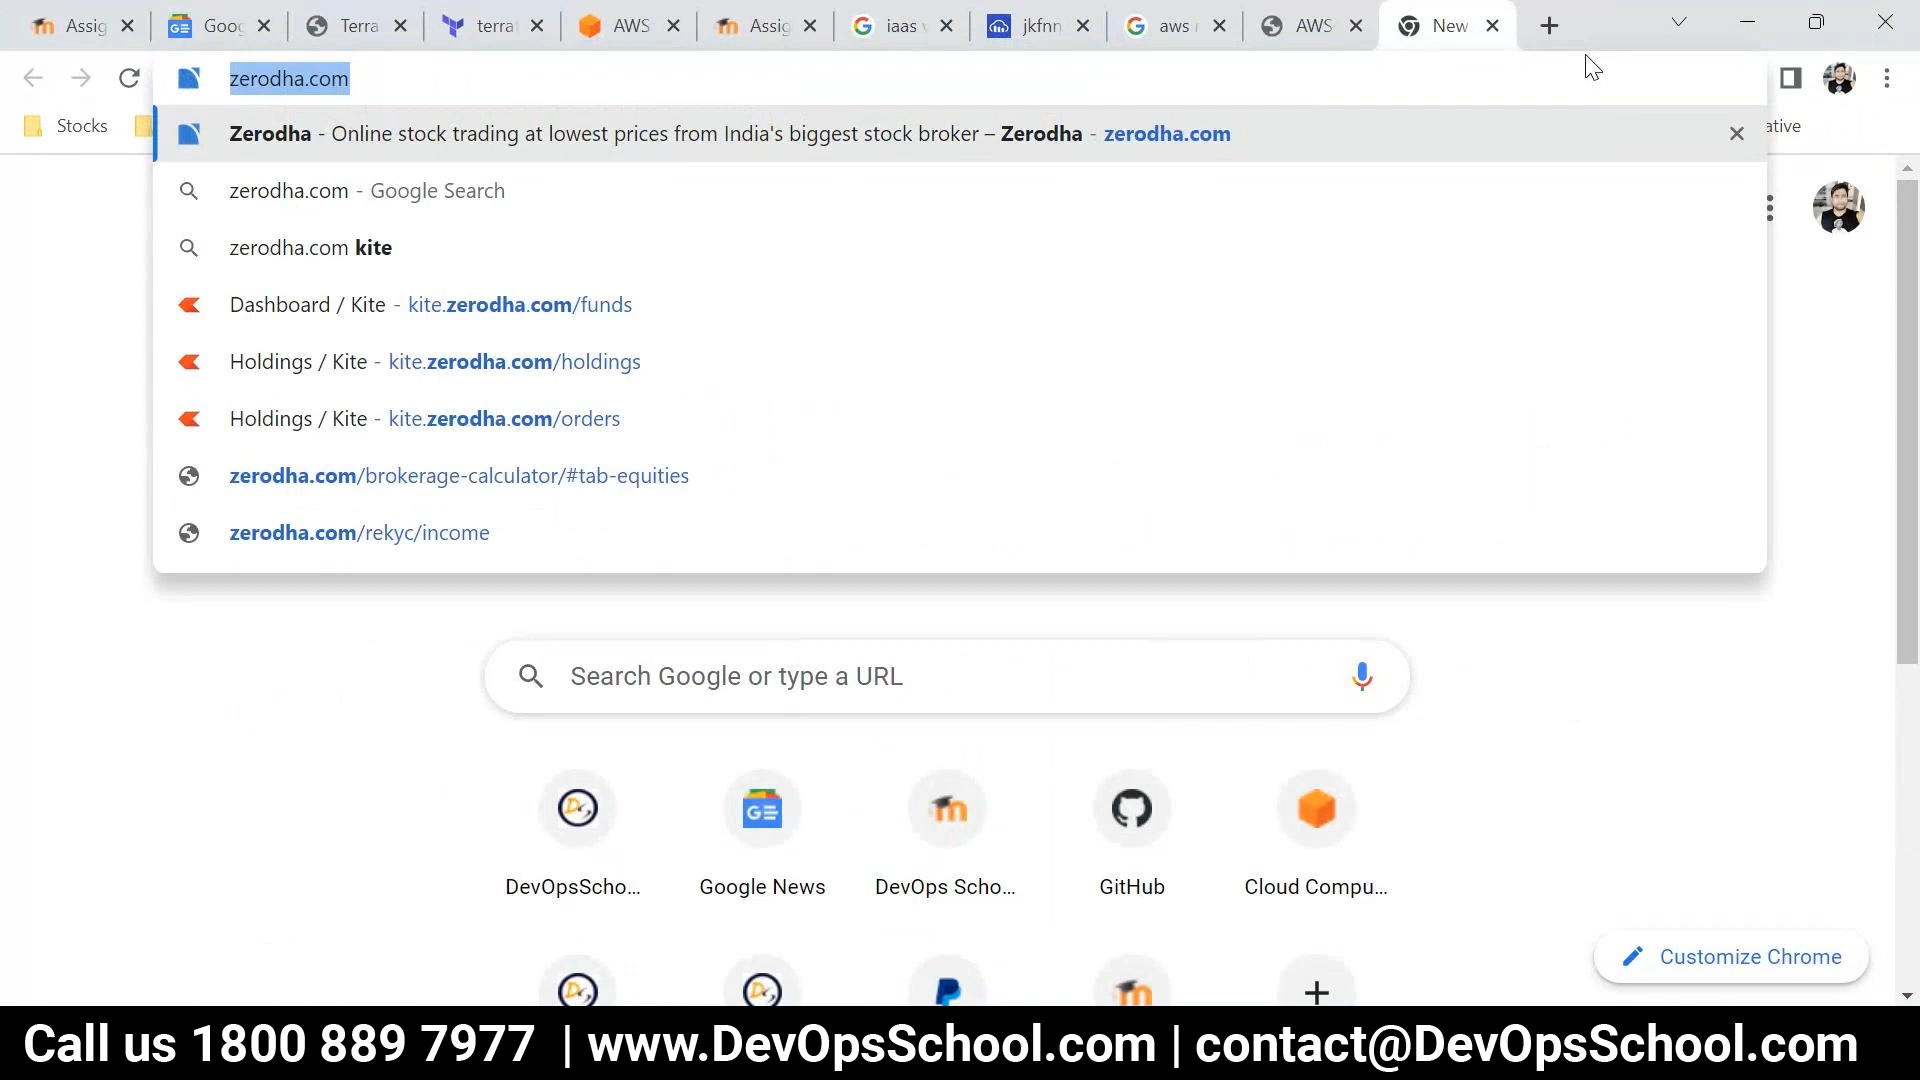 Assig
Goog
Terra
terra
AWS
Assig
iaas v
jkfnn
aws r
AWS
New
zerodha.com
Stocks
ative
Zerodha - Online stock trading at lowest prices from India's biggest stock broker – Zerodha - zerodha.com
zerodha.com - Google Search
zerodha.com kite
Dashboard / Kite - kite.zerodha.com/funds
Holdings / Kite - kite.zerodha.com/holdings
Holdings / Kite - kite.zerodha.com/orders
zerodha.com/brokerage-calculator/#tab-equities
zerodha.com/rekyc/income
Search Google or type a URL
DevOpsScho...
Google News
DevOps Scho...
GitHub
Cloud Compu...
Customize Chrome
Call us 1800 889 7977 | www.DevOpsSchool.com | contact@DevOpsSchool.com